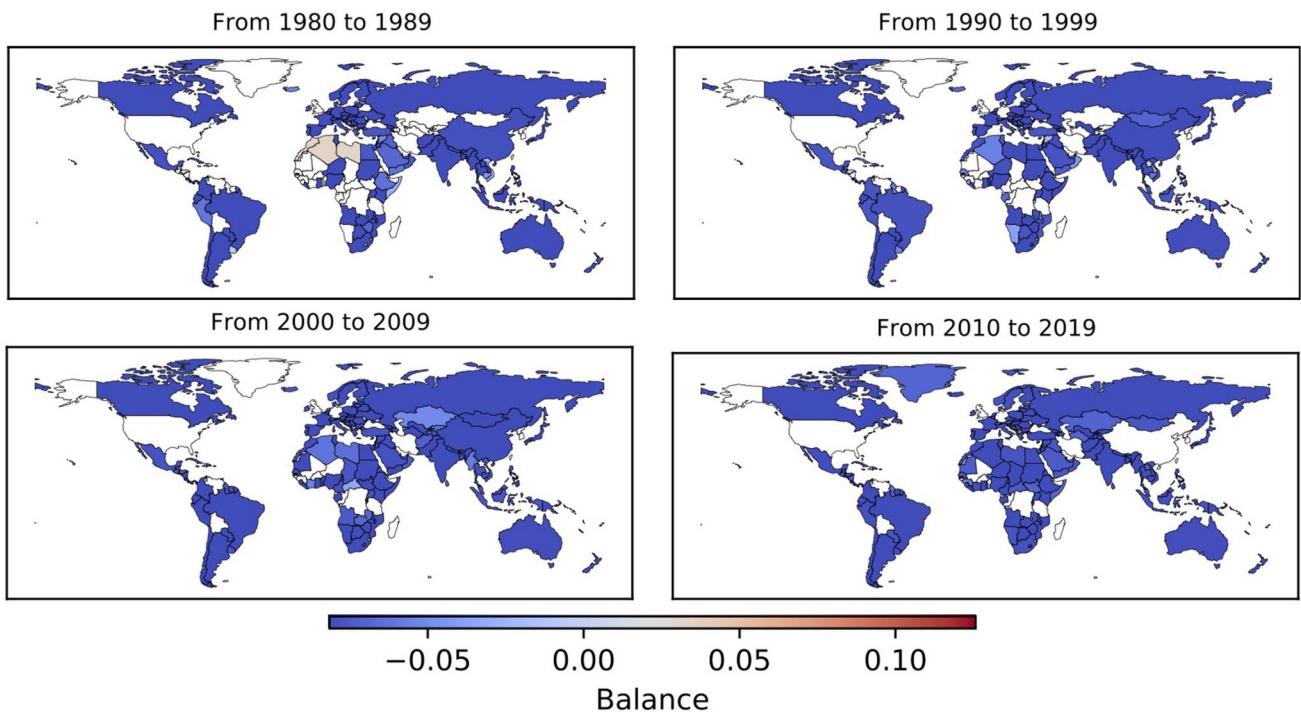 From 1980 to 1989
From 1990 to 1999
From 2000 to 2009
From 2010 to 2019
−0.05 0.00 0.05 0.10
Balance